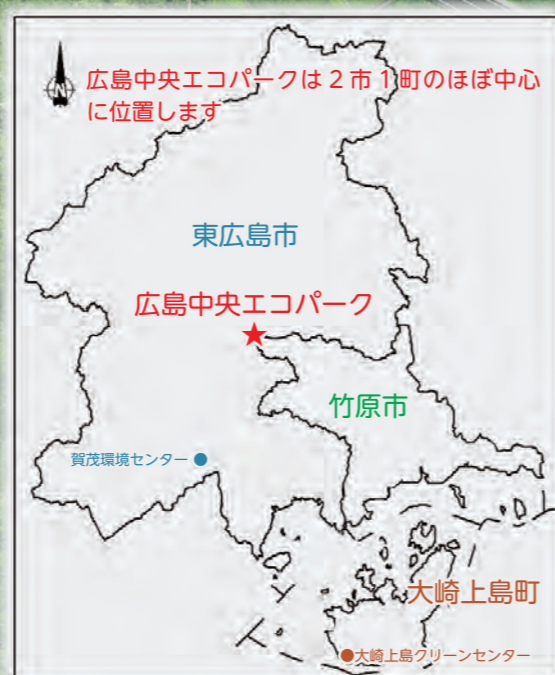 N
広島中央エコパークは2市1町のほぼ中心
に位置します
東広島市
広島中央エコパーク
竹原市
賀茂環境センター
大崎上島町
大崎上島クリーンセンター